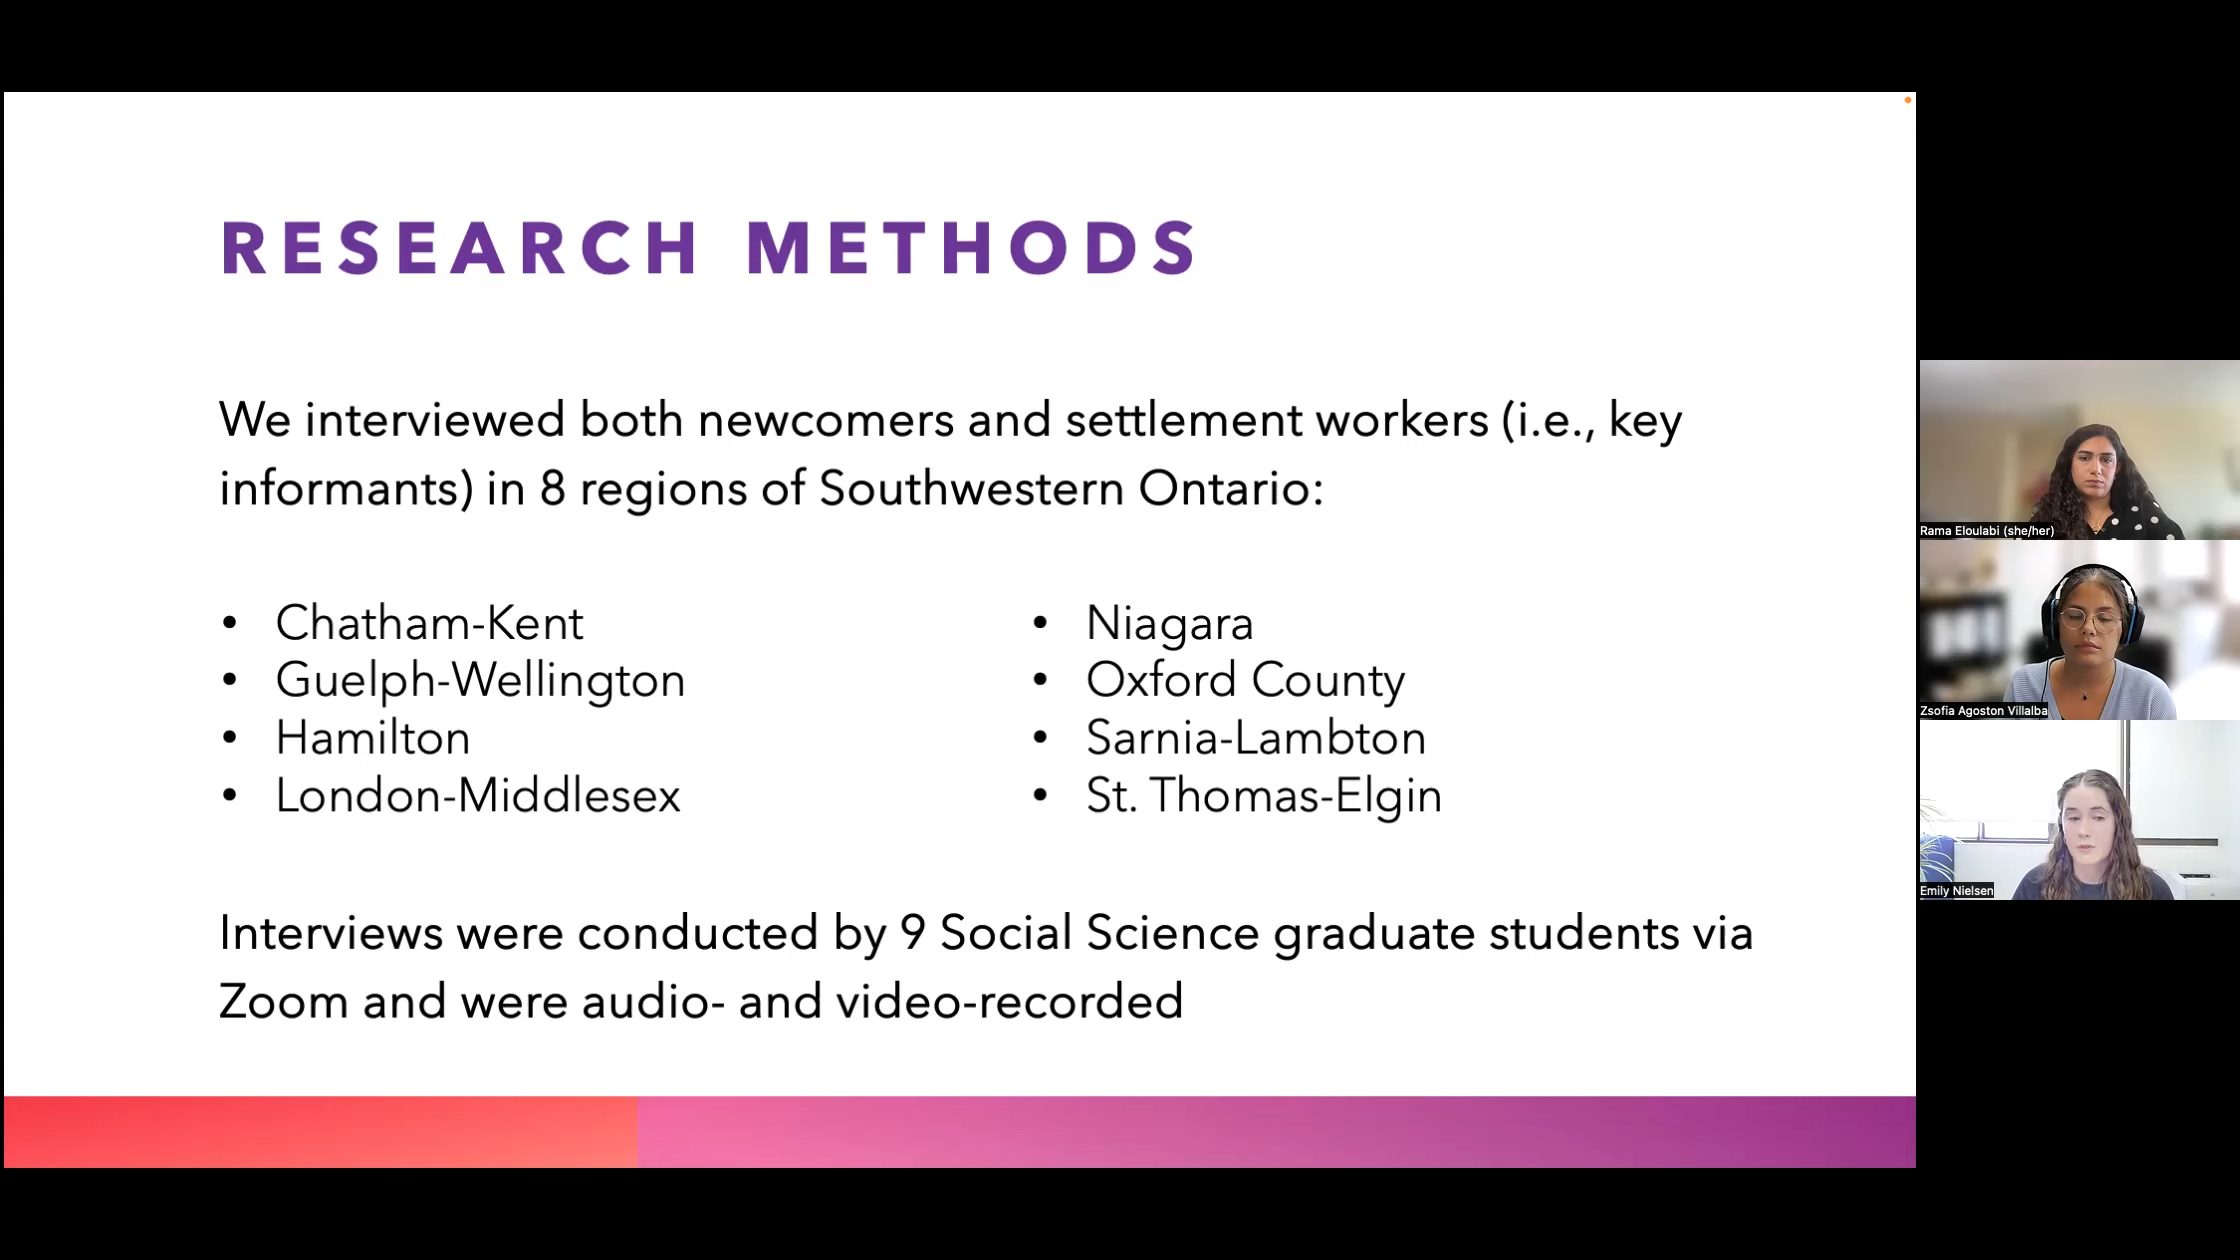 RESEARCH METHODS
We interviewed both newcomers and settlement workers (i.e., key
informants) in 8 regions of Southwestern Ontario:
• Chatham-Kent
• Guelph-Wellington
• Hamilton
• London-Middlesex
• Niagara
• Oxford County
• Sarnia-Lambton
• St. Thomas-Elgin
Interviews were conducted by 9 Social Science graduate students via
Zoom and were audio- and video-recorded
Rama Eloulabi (she/her)
Zsofia Agoston Villalba
Emily Nielsen